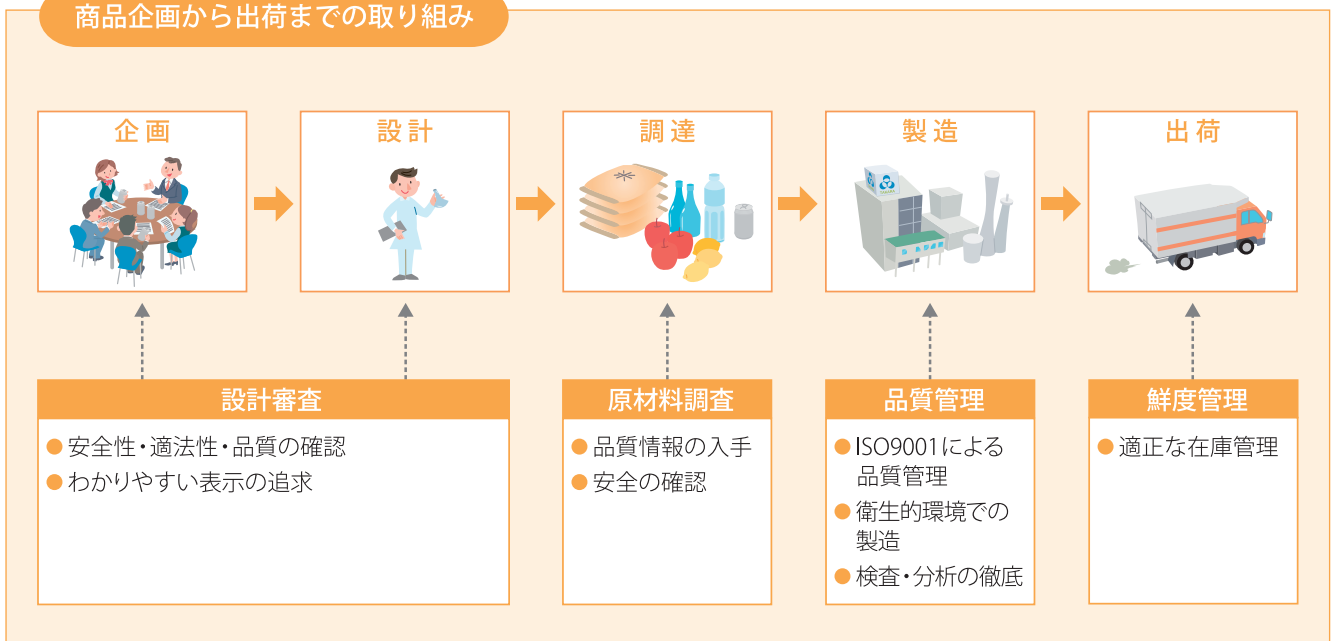 商品企画から出荷までの取り組み
企画
設計
調達
製造
出荷
設計審査
●安全性・適法性・品質の確認
●わかりやすい表示の追求
原材料調査
●品質情報の入手
●安全の確認
品質管理
●ISO9001による
品質管理
●衛生的環境での
製造
●検査・分析の徹底
鮮度管理
●適正な在庫管理